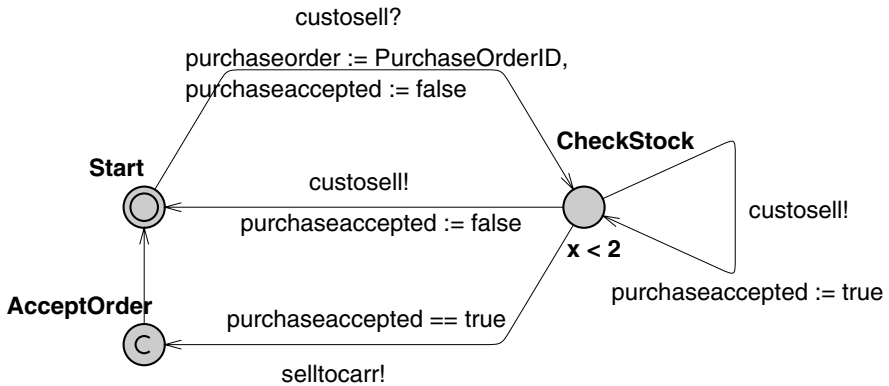 custosell?
purchaseorder := PurchaseOrderID,
purchaseaccepted := false
CheckStock
Start
custosell!
purchaseaccepted := false
custosell!
x < 2
purchaseaccepted := true
AcceptOrder
purchaseaccepted == true
C
selltocarr!